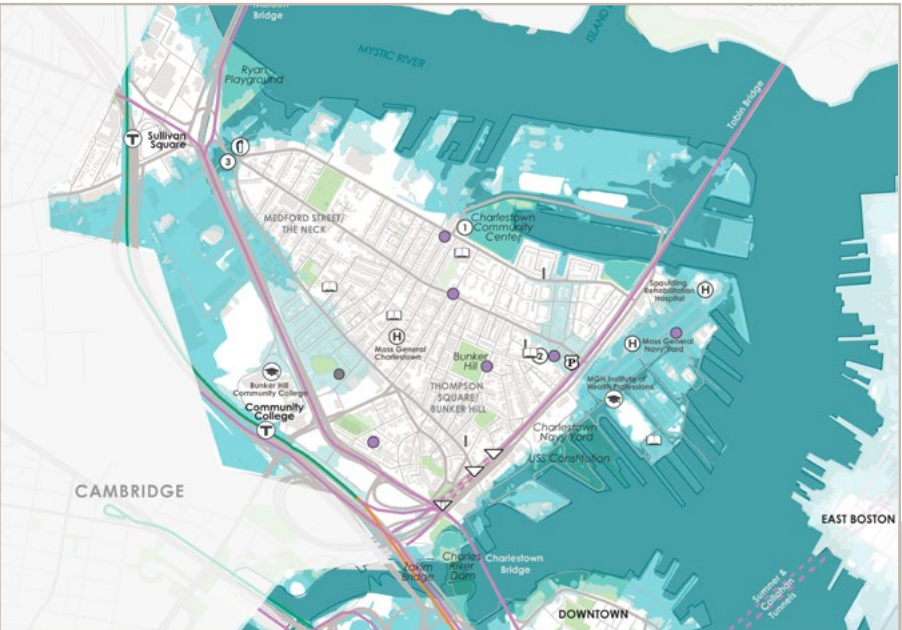 Bridge
MYSTIC RIVER
ISLAND
Ryan
Playground
Tobin Bridge
T
Sullivan
Square
3
MEDFORD STREET/
THE NECK
1
Charlestown
Community
Center
Spaulding
Rehabilitation
Hospital
H
H
Mass General
Charlestown
H
Mass General
Navy Yard
2
P
Bunker
Hill
Bunker Hill
Community College
MGH Institute of
Health Professions
THOMPSON
SQUARE/
BUNKER HILL
Community
College
T
Charlestown
Navy Yard
USS Constitution
CAMBRIDGE
EAST BOSTON
Zakim
Bridge
Charles
River
Dam
Charlestown
Bridge
Sumner &
Callahan
Tunnels
DOWNTOWN